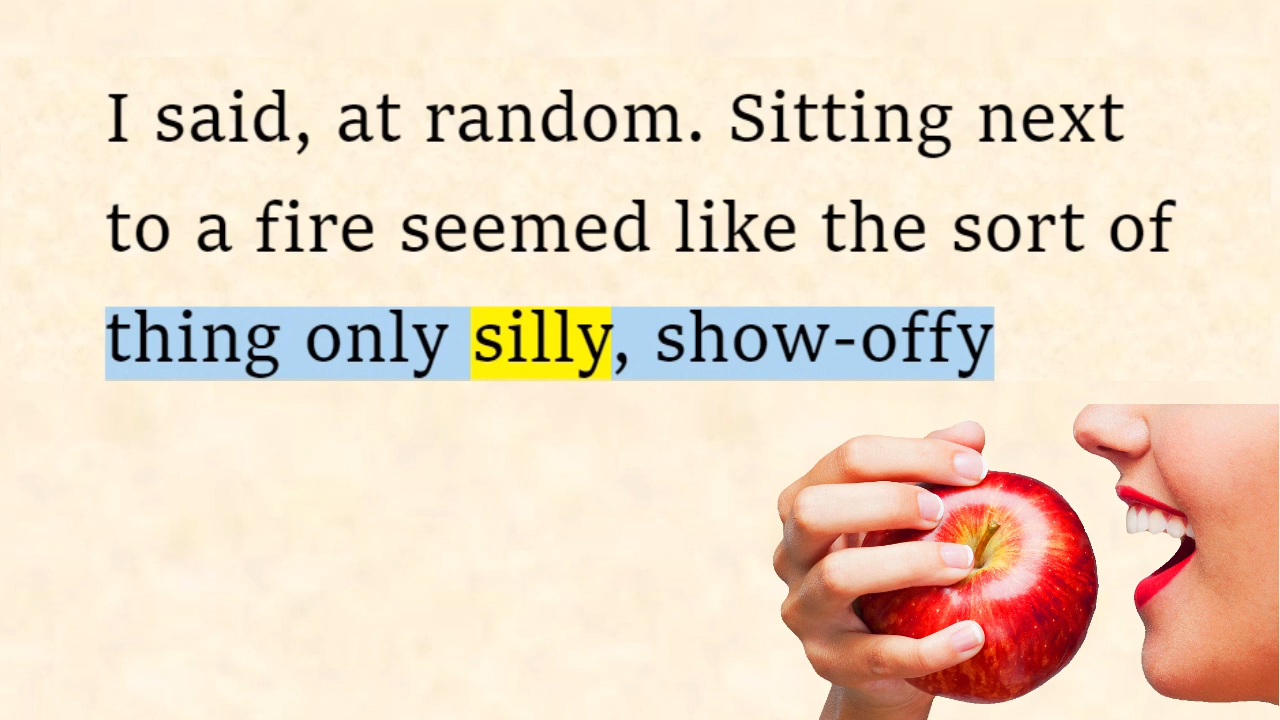 I said, at random. Sitting next
to a fire seemed like the sort of
thing only silly, show-offy